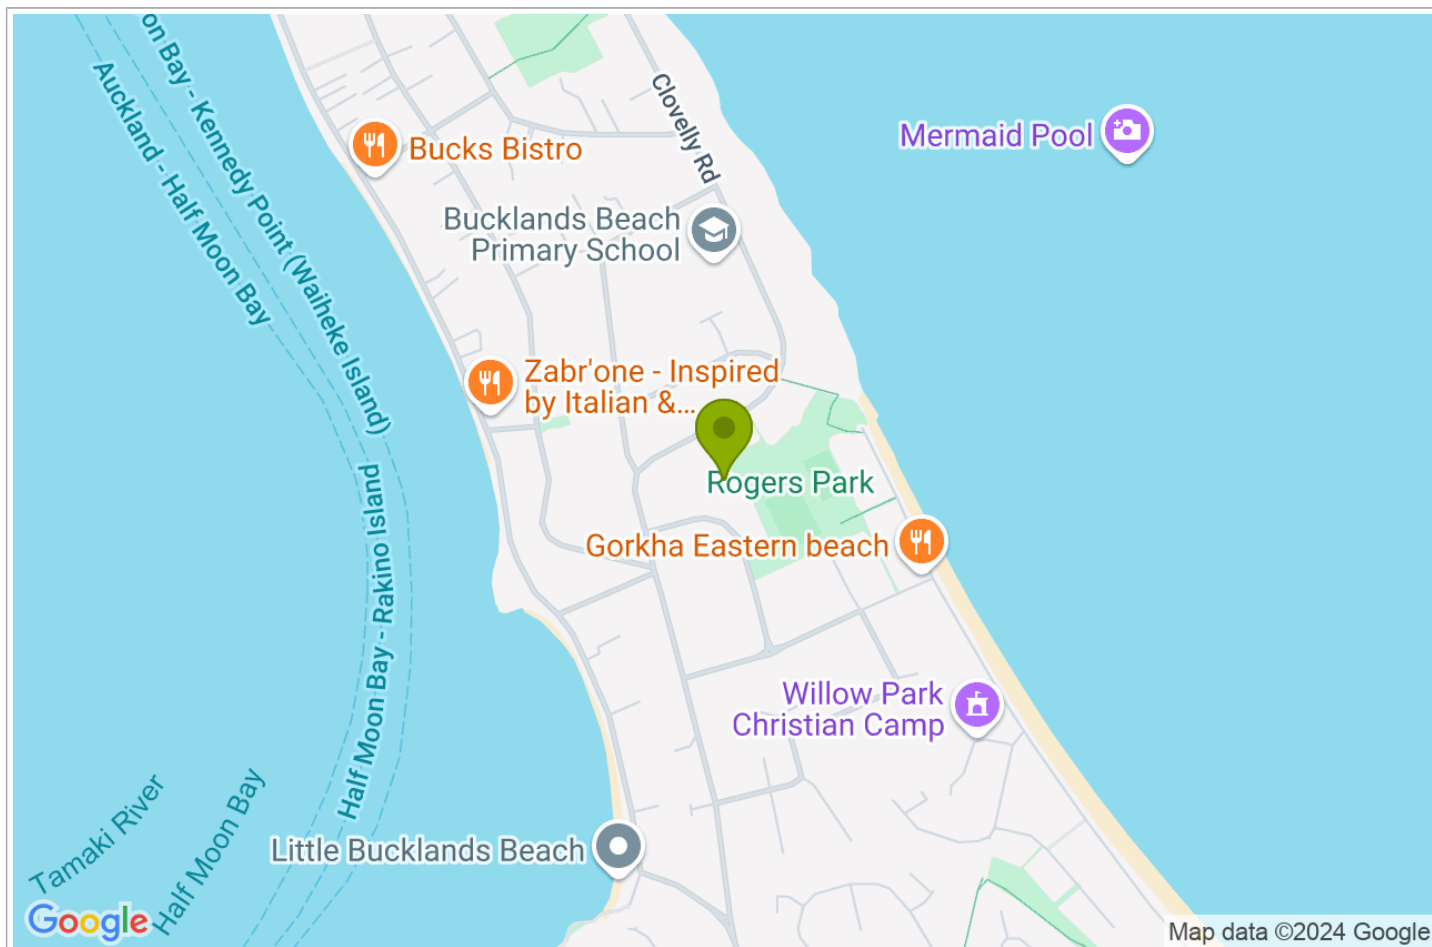 on Bay - Kennedy Point (Waiheke Island)
Auckland - Half Moon Bay
Clovelly Rd
Bucks Bistro
Mermaid Pool
Bucklands Beach
Primary School
Zabr'one - Inspired
by Italian &...
Rogers Park
Half Moon Bay - Rakino Island
Gorkha Eastern beach
Willow Park
Christian Camp
Little Bucklands Beach
Tamaki River
Half Moon Bay
Google
Map data ©2024 Google